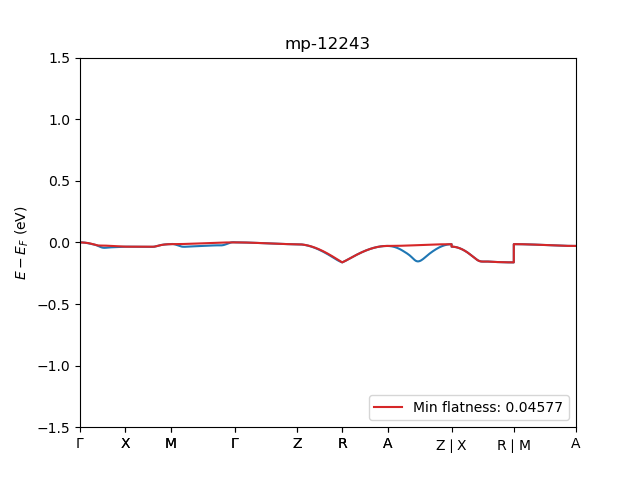 mp-12243
1.5
1.0
0.5
0.0
−0.5
−1.0
−1.5
E − E_F (eV)
Min flatness: 0.04577
Γ X M Γ Z R A Z | X R | M A